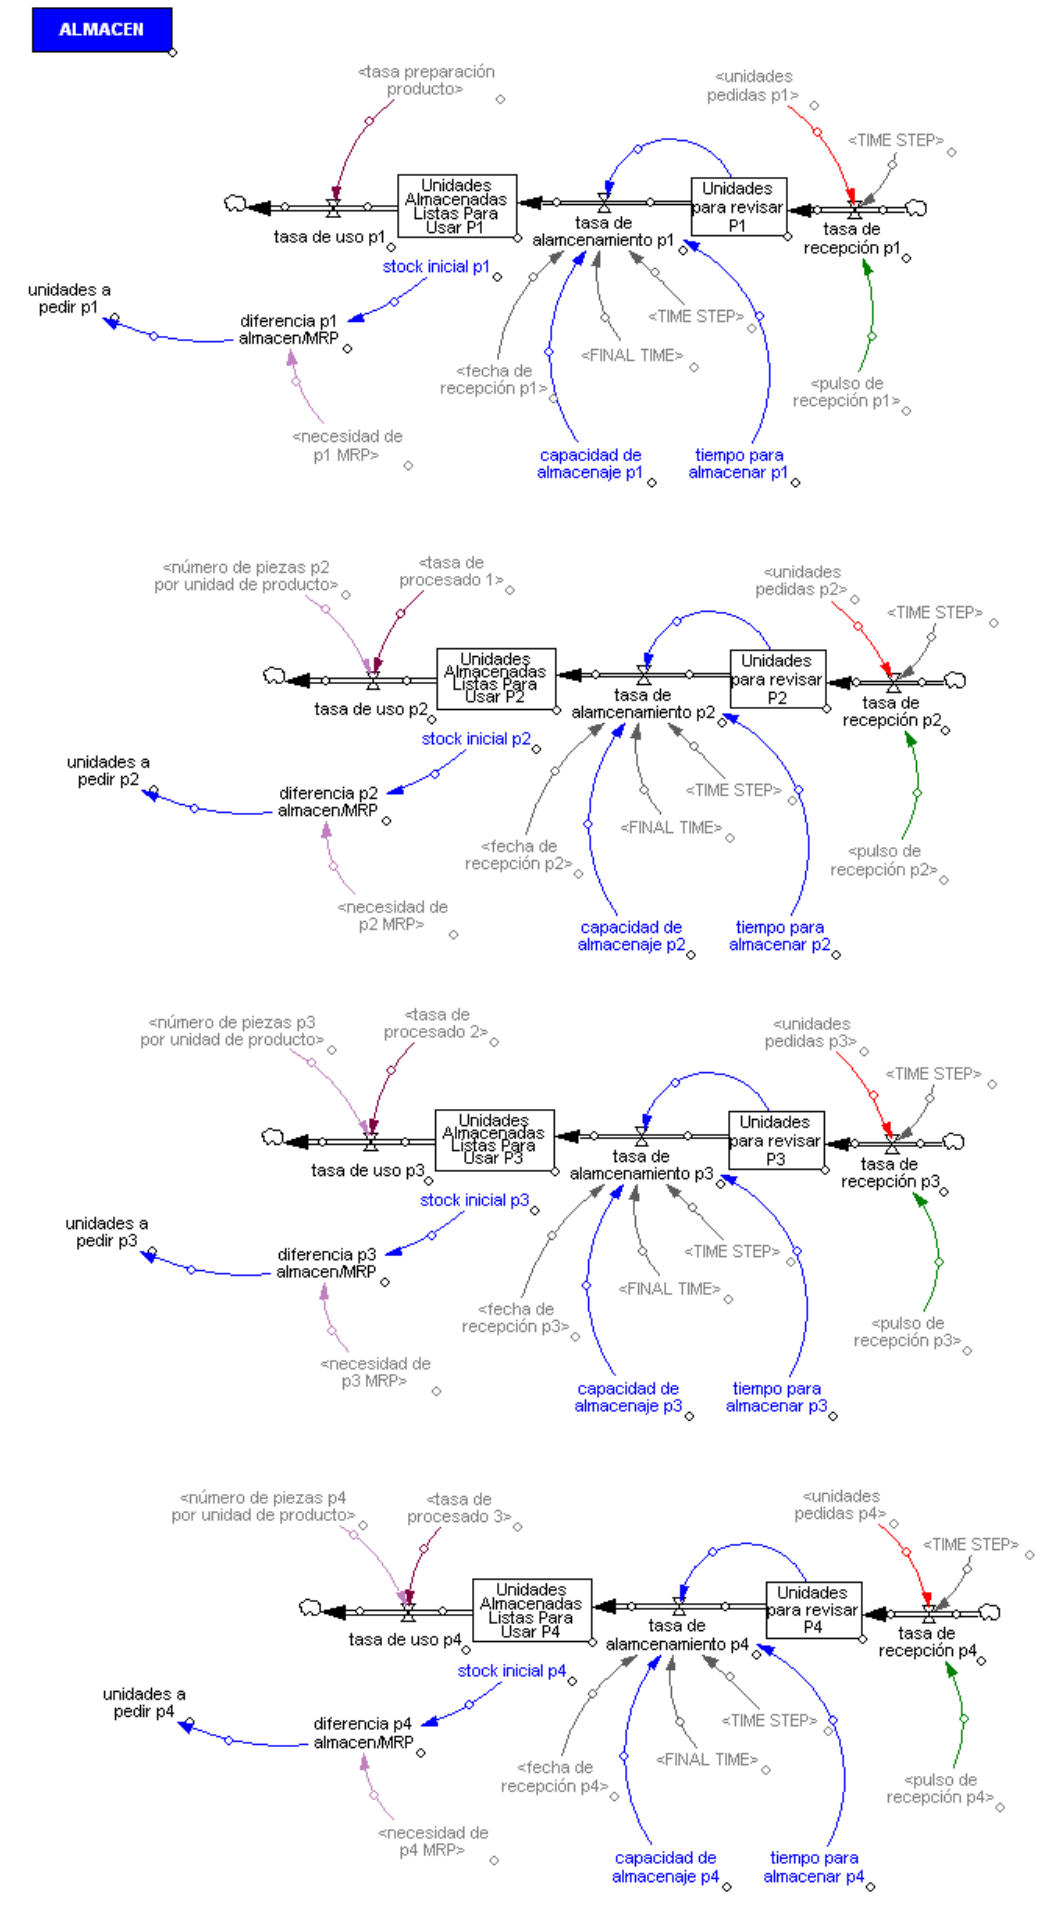 ALMACEN
<tasa preparación
producto>
<unidades
pedidas p1>
<TIME STEP>
Unidades
Almacenadas
Listas Para
Usar P1
Unidades
para revisar
P1
tasa de uso p1
tasa de
alamcenamiento p1
tasa de
recepción p1
stock inicial p1
unidades a
pedir p1
diferencia p1
almacen/MRP
<TIME STEP>
<FINAL TIME>
<fecha de
recepción p1>
<pulso de
recepción p1>
<necesidad de
p1 MRP>
capacidad de
almacenaje p1
tiempo para
almacenar p1
<número de piezas p2
por unidad de producto>
<tasa de
procesado 1>
<unidades
pedidas p2>
<TIME STEP>
Unidades
Almacenadas
Listas Para
Usar P2
Unidades
para revisar
P2
tasa de uso p2
tasa de
alamcenamiento p2
tasa de
recepción p2
stock inicial p2
unidades a
pedir p2
diferencia p2
almacen/MRP
<TIME STEP>
<FINAL TIME>
<fecha de
recepción p2>
<pulso de
recepción p2>
<necesidad de
p2 MRP>
capacidad de
almacenaje p2
tiempo para
almacenar p2
<número de piezas p3
por unidad de producto>
<tasa de
procesado 2>
<unidades
pedidas p3>
<TIME STEP>
Unidades
Almacenadas
Listas Para
Usar P3
Unidades
para revisar
P3
tasa de uso p3
tasa de
alamcenamiento p3
tasa de
recepción p3
stock inicial p3
unidades a
pedir p3
diferencia p3
almacen/MRP
<TIME STEP>
<FINAL TIME>
<fecha de
recepción p3>
<pulso de
recepción p3>
<necesidad de
p3 MRP>
capacidad de
almacenaje p3
tiempo para
almacenar p3
<número de piezas p4
por unidad de producto>
<tasa de
procesado 3>
<unidades
pedidas p4>
<TIME STEP>
Unidades
Almacenadas
Listas Para
Usar P4
Unidades
para revisar
P4
tasa de uso p4
tasa de
alamcenamiento p4
tasa de
recepción p4
stock inicial p4
unidades a
pedir p4
diferencia p4
almacen/MRP
<TIME STEP>
<FINAL TIME>
<fecha de
recepción p4>
<pulso de
recepción p4>
<necesidad de
p4 MRP>
capacidad de
almacenaje p4
tiempo para
almacenar p4